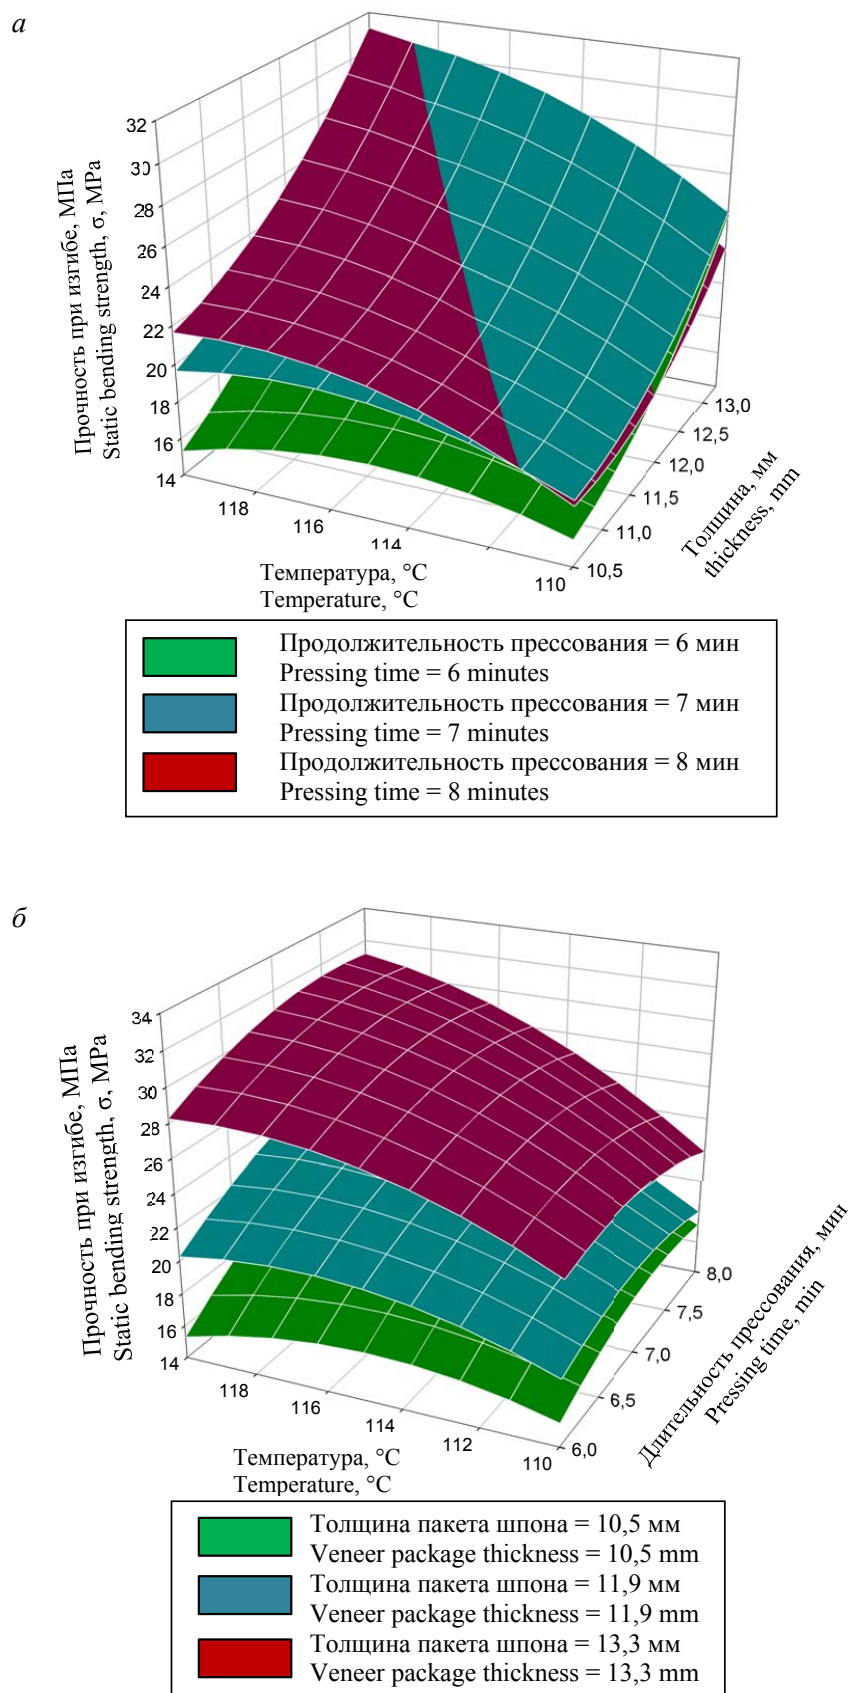 а
32
30
28
26
24
22
20
18
16
14
Прочность при изгибе, МПа
Static bending strength, σ, MPa
118
116
114
110
Температура, °С
Temperature, °C
10,5
11,0
11,5
12,0
12,5
13,0
Толщина, мм
thickness, mm
Продолжительность прессования = 6 мин
Pressing time = 6 minutes
Продолжительность прессования = 7 мин
Pressing time = 7 minutes
Продолжительность прессования = 8 мин
Pressing time = 8 minutes
б
34
32
30
28
26
24
22
20
18
16
14
Прочность при изгибе, МПа
Static bending strength, σ, MPa
118
116
114
112
110
Температура, °С
Temperature, °C
6,0
6,5
7,0
7,5
8,0
Длительность прессования, мин
Pressing time, min
Толщина пакета шпона = 10,5 мм
Veneer package thickness = 10,5 mm
Толщина пакета шпона = 11,9 мм
Veneer package thickness = 11,9 mm
Толщина пакета шпона = 13,3 мм
Veneer package thickness = 13,3 mm